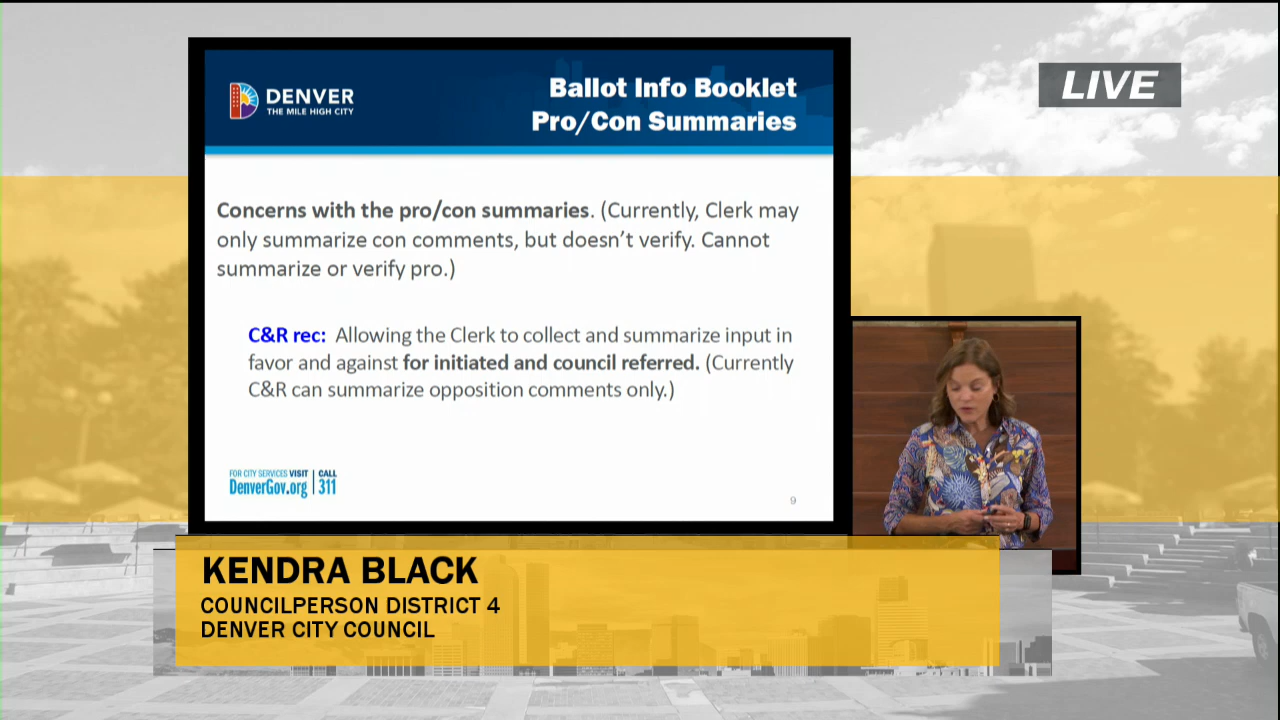 DENVER
THE MILE HIGH CITY
Ballot Info Booklet
Pro/Con Summaries
LIVE
Concerns with the pro/con summaries. (Currently, Clerk may
only summarize con comments, but doesn't verify. Cannot
summarize or verify pro.)
C&R rec: Allowing the Clerk to collect and summarize input in
favor and against for initiated and council referred. (Currently
C&R can summarize opposition comments only.)
FOR CITY SERVICES VISIT | CALL
DenverGov.org | 311
9
KENDRA BLACK
COUNCILPERSON DISTRICT 4
DENVER CITY COUNCIL